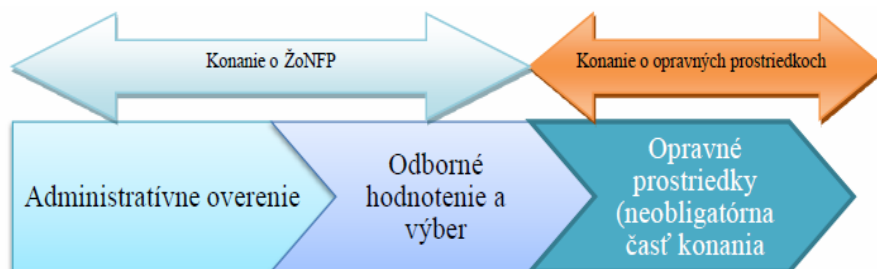 Konanie o ŽoNFP
Konanie o opravných prostriedkoch
Administratívne overenie
Odborné
hodnotenie a
výber
Opravné
prostriedky
(neobligatórna
časť konania